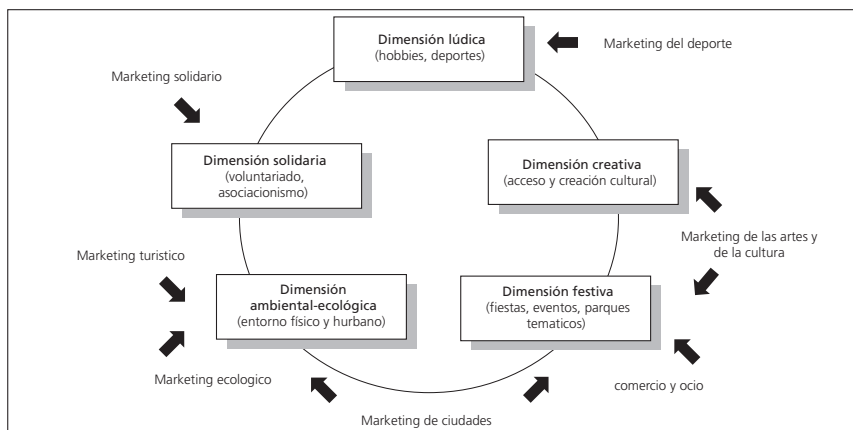 Dimensión lúdica
(hobbies, deportes)
Marketing del deporte
Marketing solidario
Dimensión solidaria
(voluntariado,
asociacionismo)
Dimensión creativa
(acceso y creación cultural)
Marketing de las artes y
de la cultura
Marketing turistico
Dimensión
ambiental-ecológica
(entorno físico y hurbano)
Dimensión festiva
(fiestas, eventos, parques
tematicos)
Marketing ecologico
comercio y ocio
Marketing de ciudades